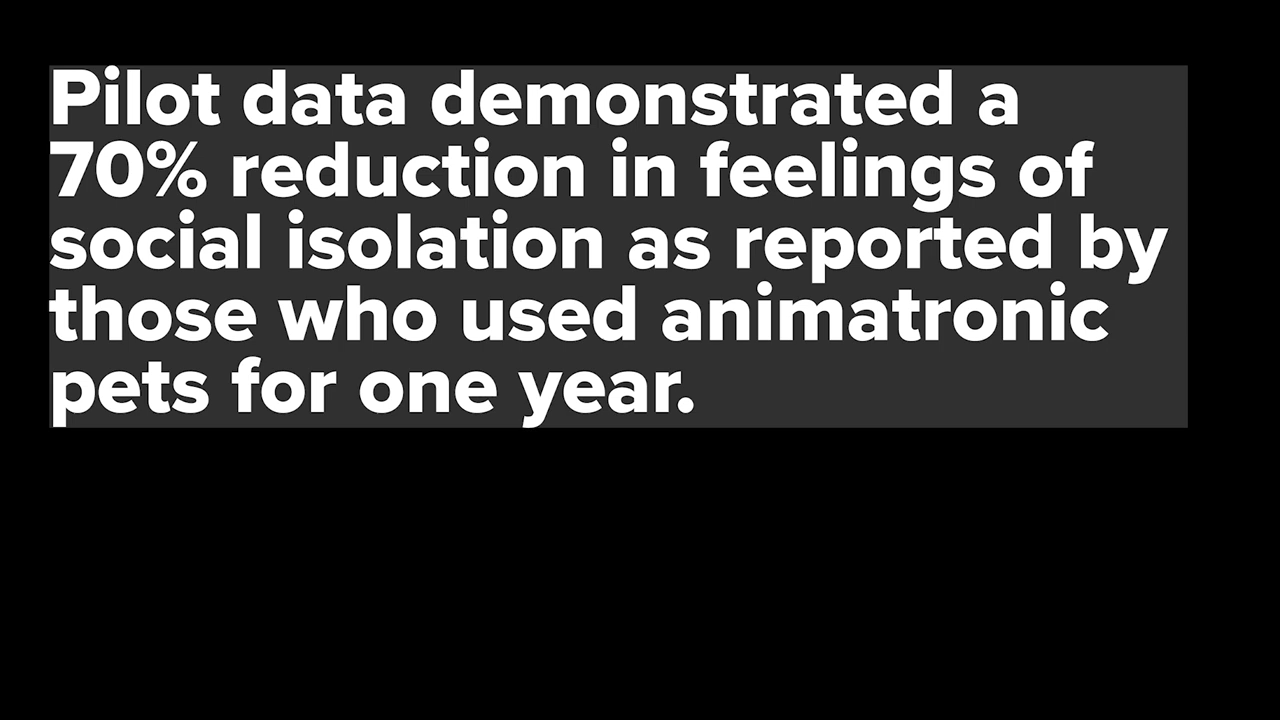 Pilot data demonstrated a
70% reduction in feelings of
social isolation as reported by
those who used animatronic
pets for one year.